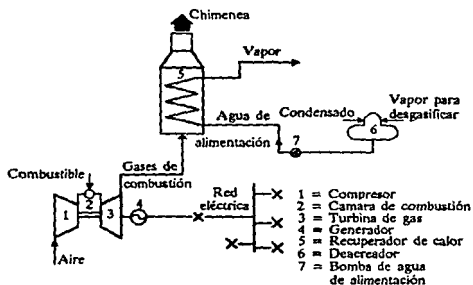 Chimenea
Vapor
5
Agua de
alimentación
Condensado
Vapor para
desgasificar
6
7
Gases de
combustión
Combustible
2
1
3
4
Aire
Red
eléctrica
1 = Compresor
2 = Camara de combustión
3 = Turbina de gas
4 = Generador
5 = Recuperador de calor
6 = Deaereador
7 = Bomba de agua
de alimentación